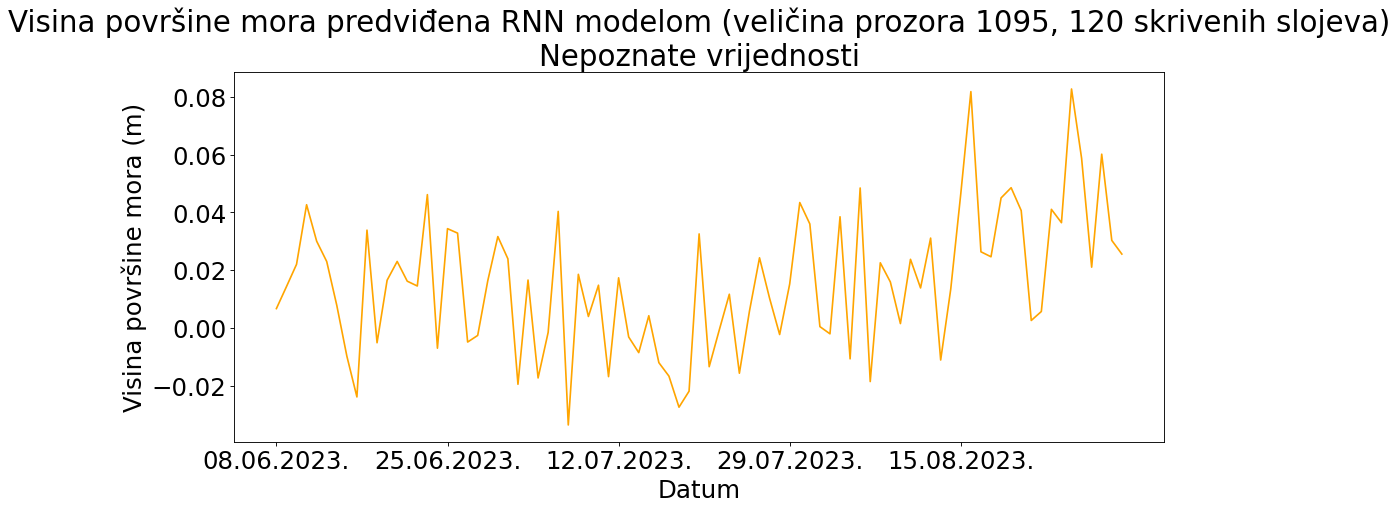 Visina površine mora predviđena RNN modelom (veličina prozora 1095, 120 skrivenih slojeva)
Nepoznate vrijednosti
Visina površine mora (m)
0.08
0.06
0.04
0.02
0.00
−0.02
08.06.2023. 25.06.2023. 12.07.2023. 29.07.2023. 15.08.2023.
Datum